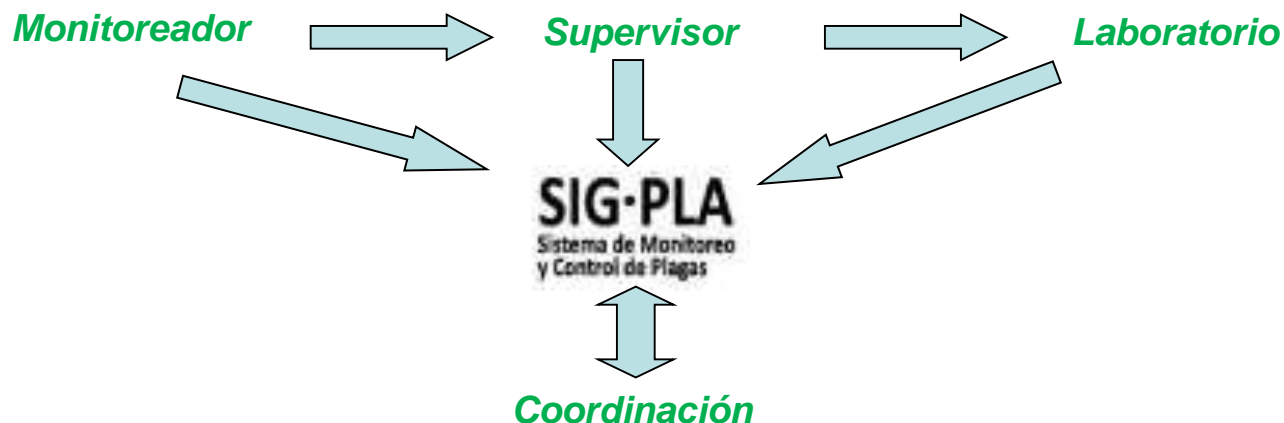 Monitoreador
Supervisor
Laboratorio
SIG·PLA
Sistema de Monitoreo
y Control de Plagas
Coordinación